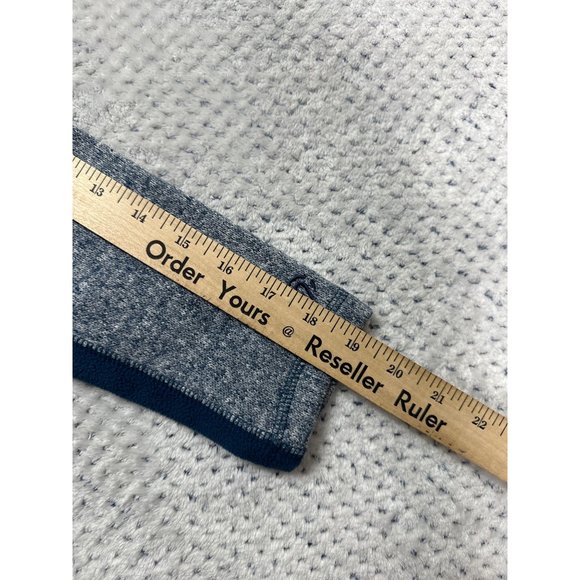 13 14 15 16 17 18 19 20 21 22
Order Yours @ Reseller Ruler